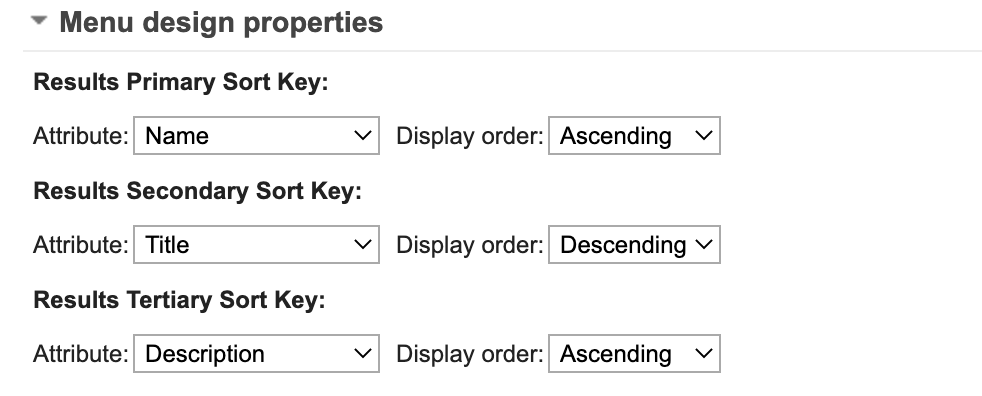 Menu design properties
Results Primary Sort Key:
Attribute: Name Display order: Ascending
Results Secondary Sort Key:
Attribute: Title Display order: Descending
Results Tertiary Sort Key:
Attribute: Description Display order: Ascending